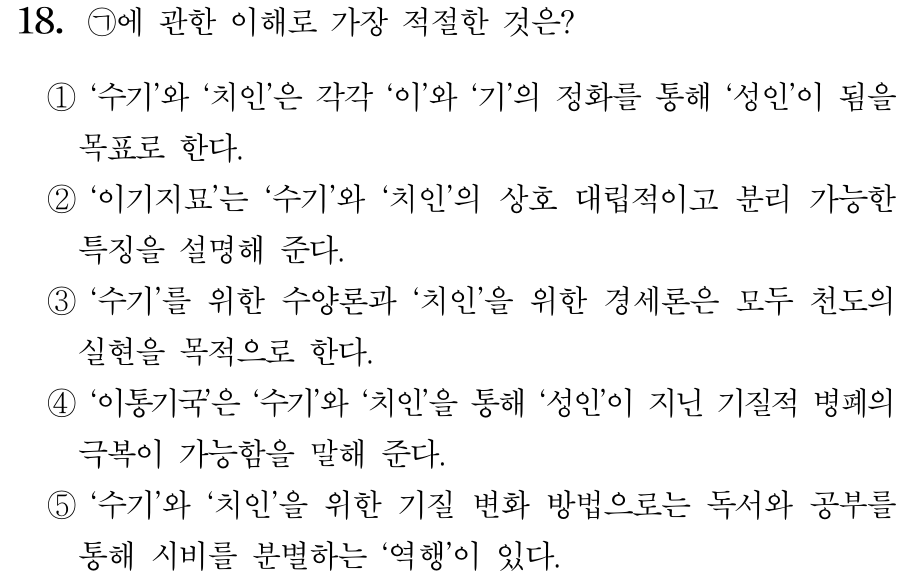 18. ㉠에 관한 이해로 가장 적절한 것은?
① ‘수기’와 ‘치인’은 각각 ‘이’와 ‘기’의 정화를 통해 ‘성인’이 됨을
목표로 한다.
② ‘이기지묘’는 ‘수기’와 ‘치인’의 상호 대립적이고 분리 가능한
특징을 설명해 준다.
③ ‘수기’를 위한 수양론과 ‘치인’을 위한 경세론은 모두 천도의
실현을 목적으로 한다.
④ ‘이통기국’은 ‘수기’와 ‘치인’을 통해 ‘성인’이 지닌 기질적 병폐의
극복이 가능함을 말해 준다.
⑤ ‘수기’와 ‘치인’을 위한 기질 변화 방법으로는 독서와 공부를
통해 시비를 분별하는 ‘역행’이 있다.